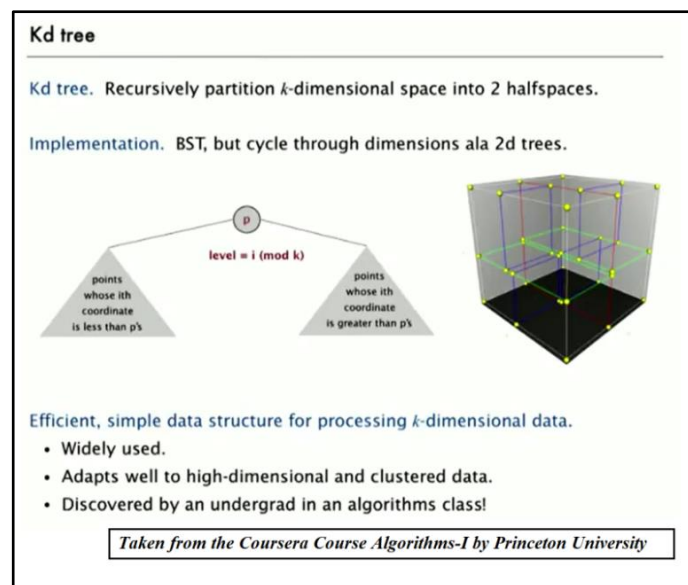 Kd tree
Kd tree. Recursively partition k-dimensional space into 2 halfspaces.
Implementation. BST, but cycle through dimensions ala 2d trees.
p
level ≡ i (mod k)
points
whose ith
coordinate
is less than p's
points
whose ith
coordinate
is greater than p's
Efficient, simple data structure for processing k-dimensional data.
• Widely used.
• Adapts well to high-dimensional and clustered data.
• Discovered by an undergrad in an algorithms class!
Taken from the Coursera Course Algorithms-I by Princeton University